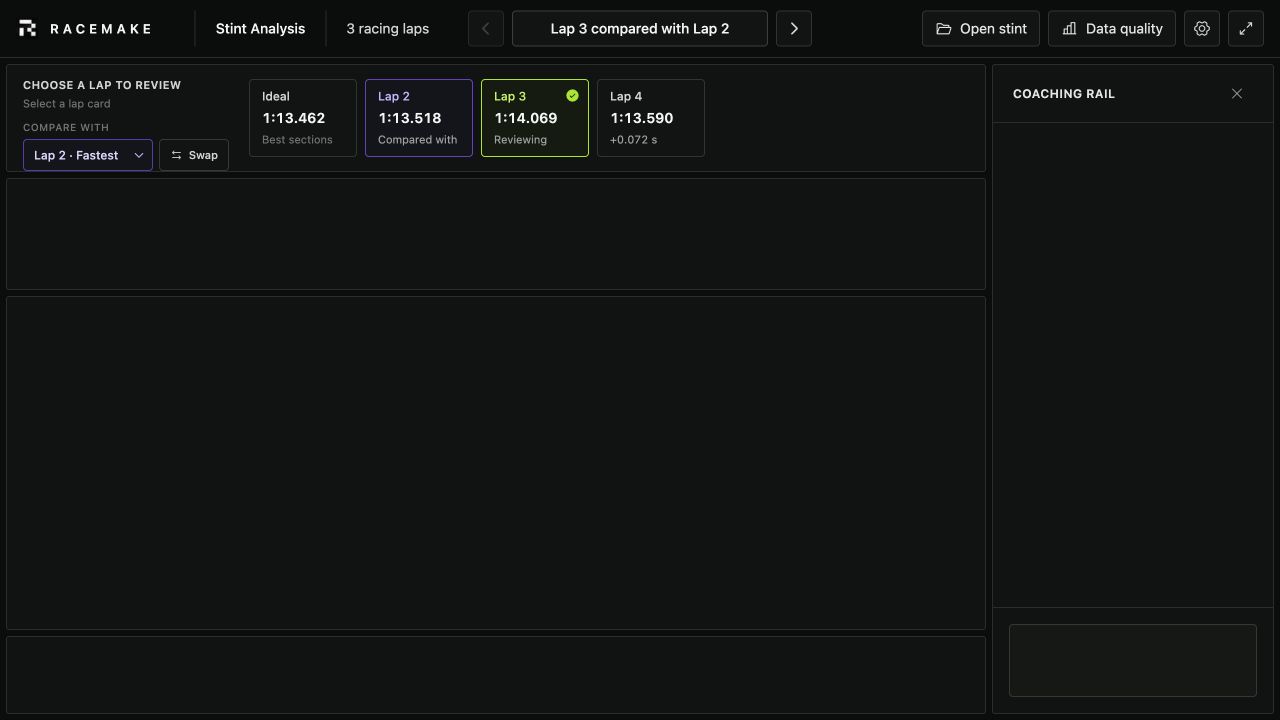 RACEMAKE
Stint Analysis
3 racing laps
Lap 3 compared with Lap 2
Open stint
Data quality
CHOOSE A LAP TO REVIEW
Select a lap card
COMPARE WITH
Lap 2 · Fastest
Swap
Ideal
1:13.462
Best sections
Lap 2
1:13.518
Compared with
Lap 3
1:14.069
Reviewing
Lap 4
1:13.590
+0.072 s
COACHING RAIL